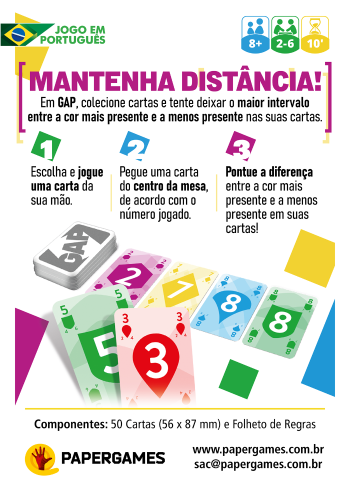 JOGO EM
PORTUGUÊS
8+ 2-6 10'
MANTENHA DISTÂNCIA!
Em GAP, colecione cartas e tente deixar o maior intervalo
entre a cor mais presente e a menos presente nas suas cartas.
1 2 3
Escolha e jogue
uma carta da
sua mão.
Pegue uma carta
do centro da mesa,
de acordo com o
número jogado.
Pontue a diferença
entre a cor mais
presente e a menos
presente em suas
cartas!
GAP
2
2
1
8
8
5
5
5
3
3
3
3
Componentes: 50 Cartas (56 x 87 mm) e Folheto de Regras
PAPERGAMES
www.papergames.com.br
sac@papergames.com.br